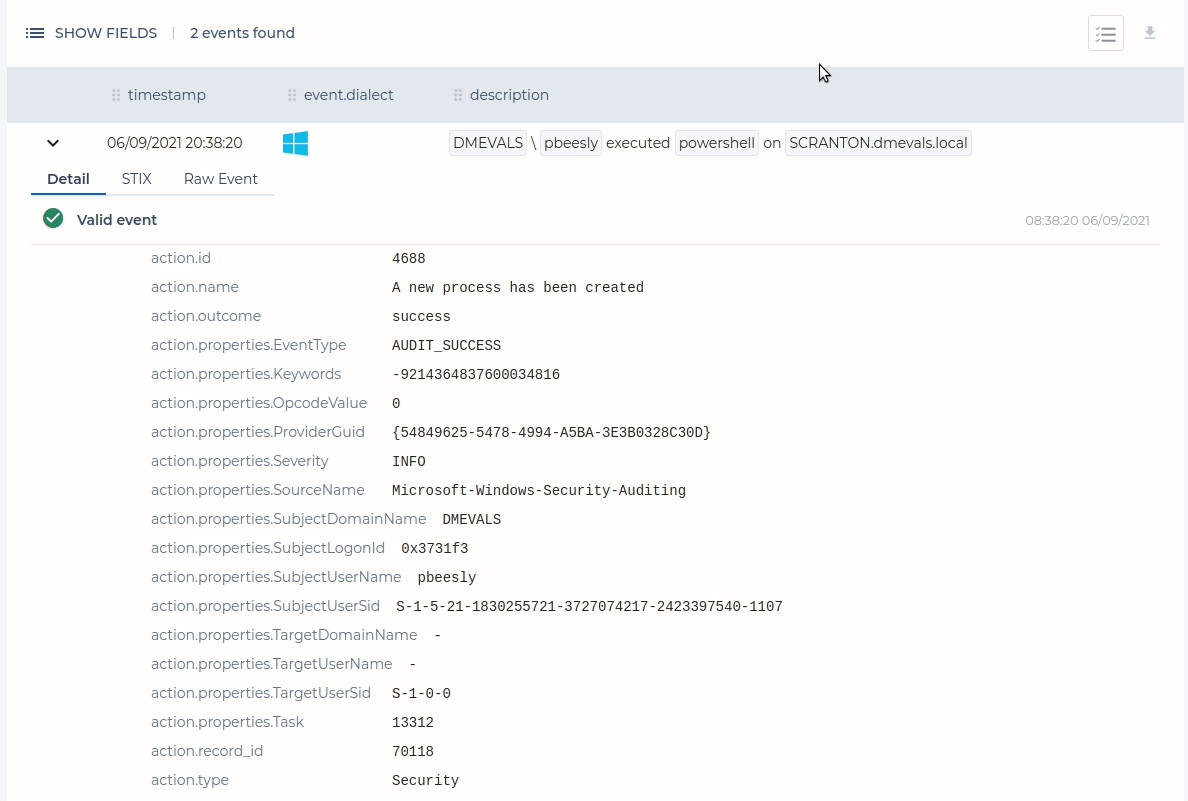 SHOW FIELDS | 2 events found
timestamp event.dialect description
06/09/2021 20:38:20 DMEVALS \ pbeesly executed powershell on SCRANTON.dmevals.local
Detail STIX Raw Event
Valid event 08:38:20 06/09/2021
action.id 4688
action.name A new process has been created
action.outcome success
action.properties.EventType AUDIT_SUCCESS
action.properties.Keywords -9214364837600034816
action.properties.OpcodeValue 0
action.properties.ProviderGuid {54849625-5478-4994-A5BA-3E3B0328C30D}
action.properties.Severity INFO
action.properties.SourceName Microsoft-Windows-Security-Auditing
action.properties.SubjectDomainName DMEVALS
action.properties.SubjectLogonId 0x3731f3
action.properties.SubjectUserName pbeesly
action.properties.SubjectUserSid S-1-5-21-1830255721-3727074217-2423397540-1107
action.properties.TargetDomainName -
action.properties.TargetUserName -
action.properties.TargetUserSid S-1-0-0
action.properties.Task 13312
action.record_id 70118
action.type Security